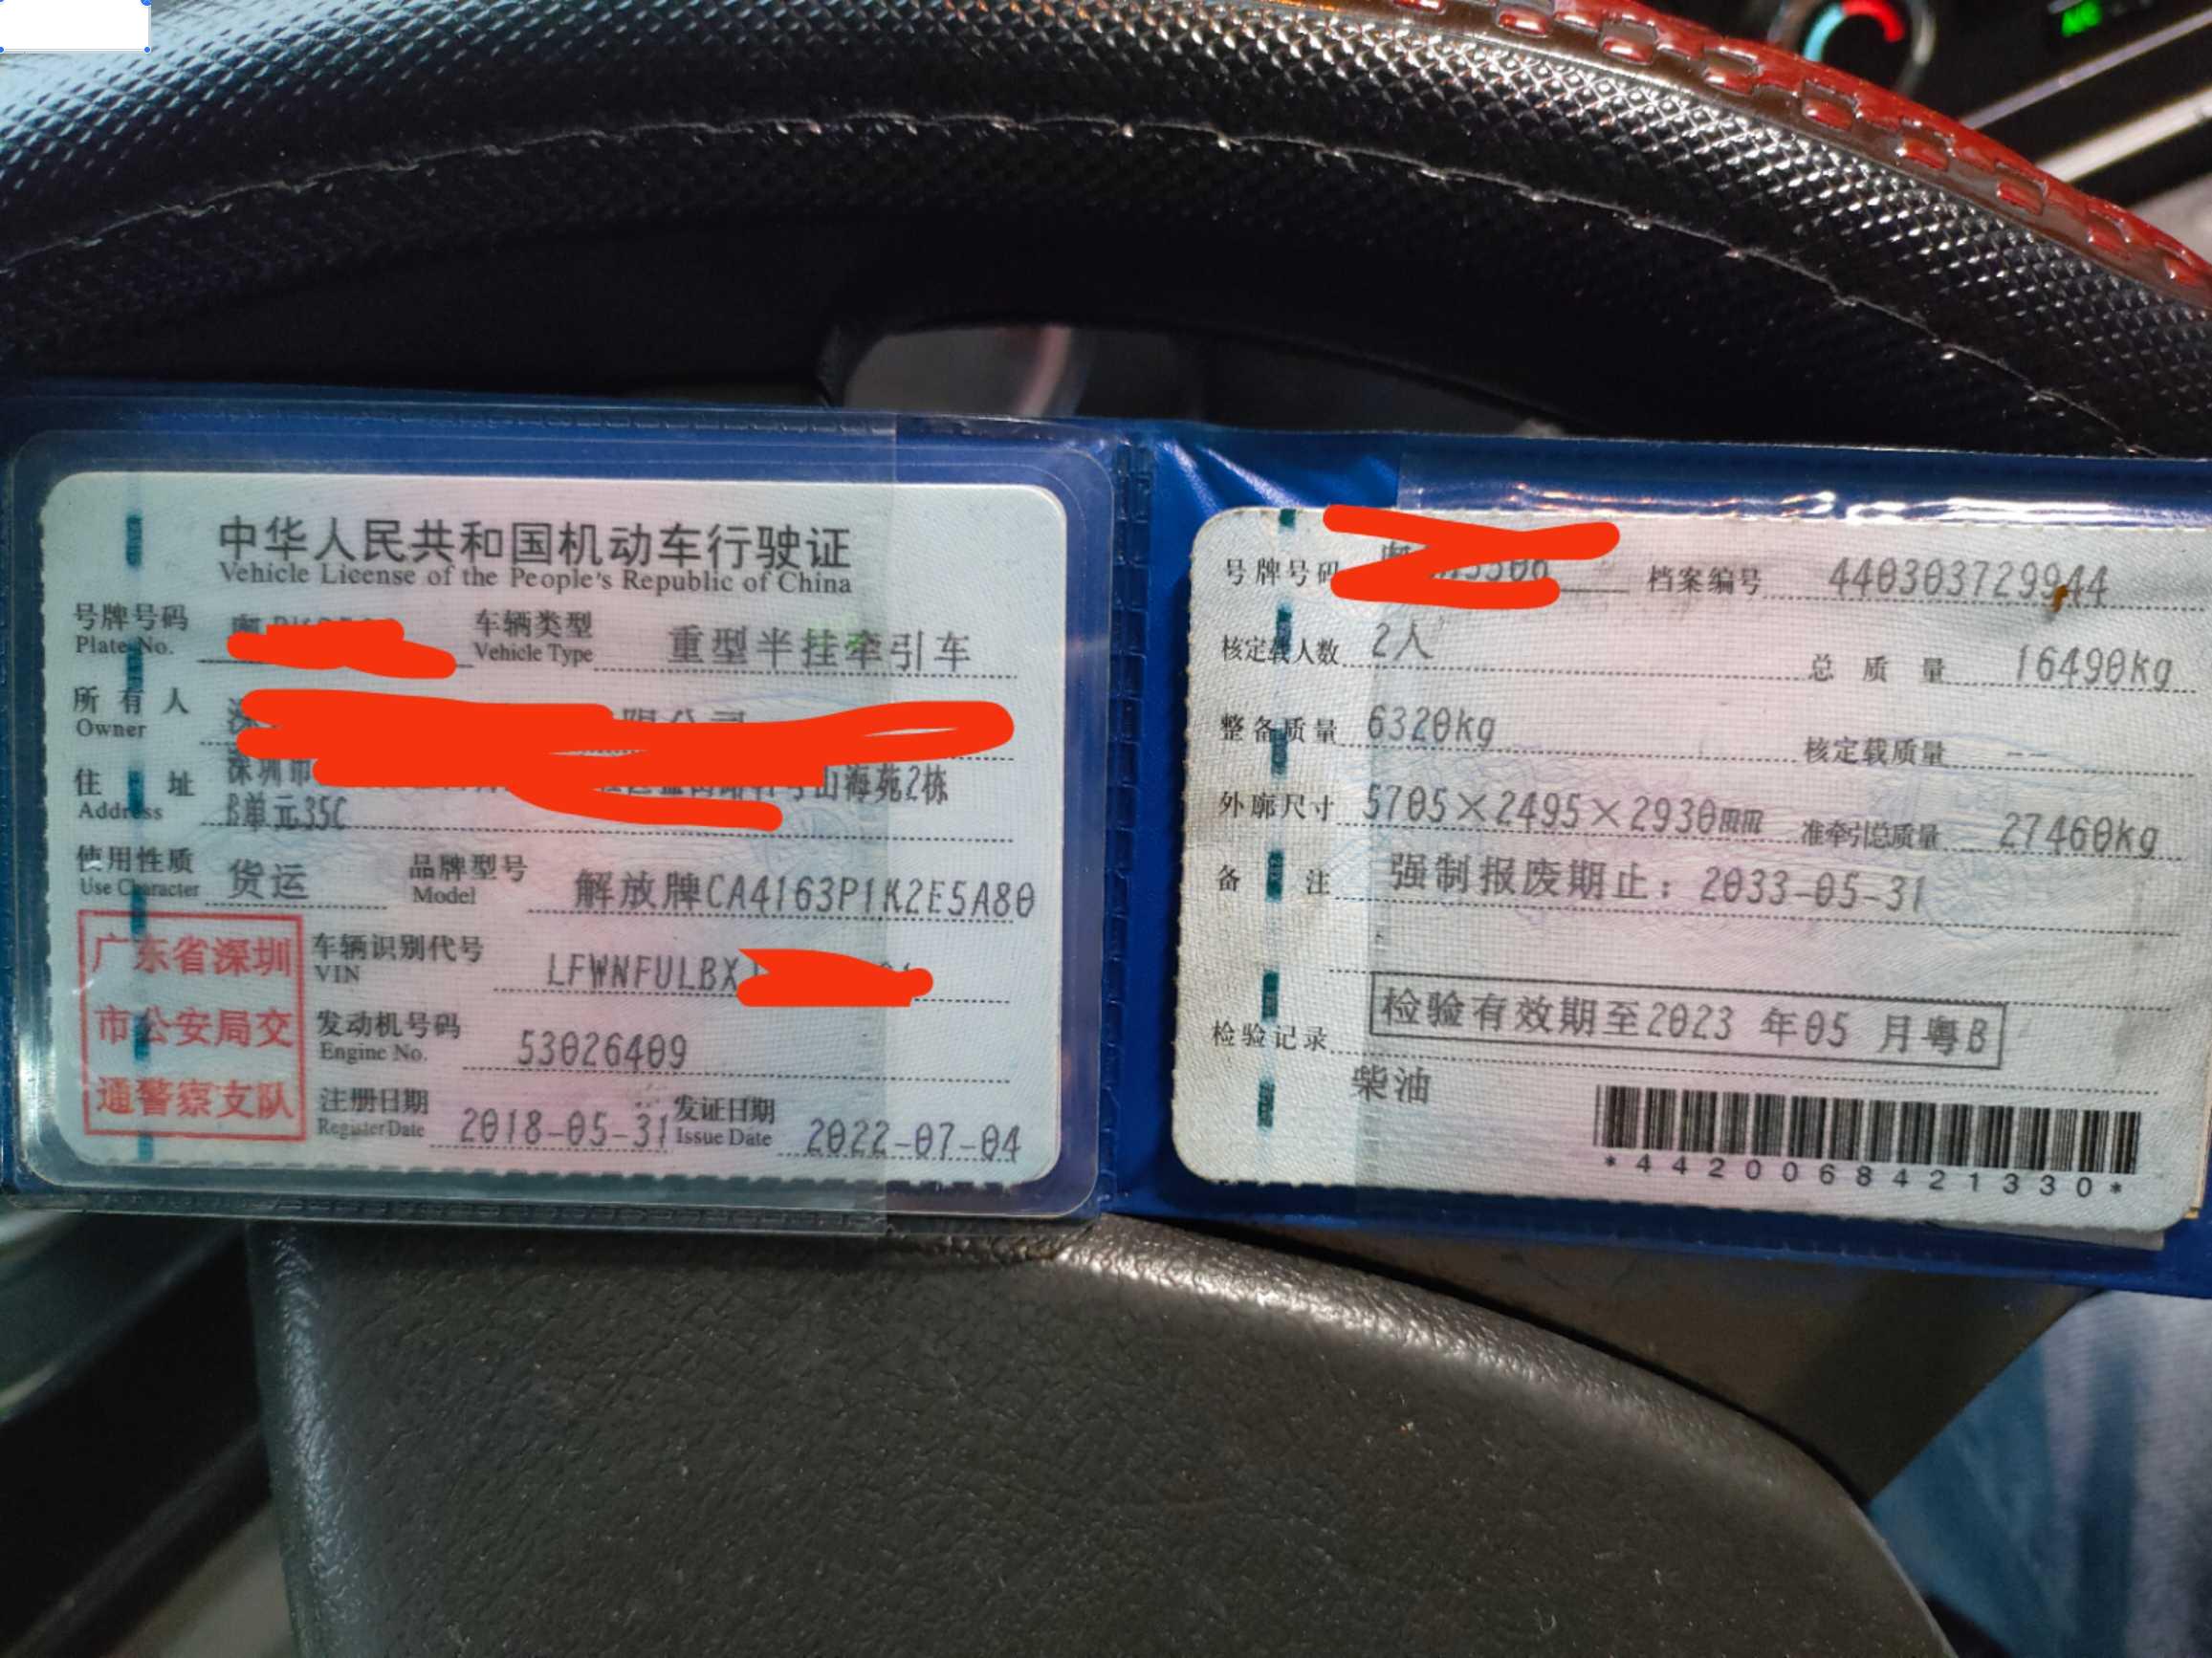 中华人民共和国机动车行驶证
Vehicle License of the People's Republic of China
号牌号码
Plate No.
车辆类型 重型半挂牵引车
Vehicle Type
所有人
Owner
限公司
住址 深圳市
山海苑2栋
Address B单元35C
使用性质 货运
Use Character
品牌型号 解放牌CA4163P1K2E5A80
Model
广东省深圳
市公安局交
通警察支队
车辆识别代号 LFWNFULBX
VIN
发动机号码 53026409
Engine No.
注册日期 2018-05-31
Register Date
发证日期 2022-07-04
Issue Date
号牌号码
档案编号 440303729944
核定载人数 2人
总质量 16490kg
整备质量 6320kg
核定载质量 --
外廓尺寸 5705×2495×2930mm
准牵引总质量 27460kg
备注 强制报废期止：2033-05-31
检验记录 检验有效期至2023 年05 月粤B
柴油
*4420068421330*